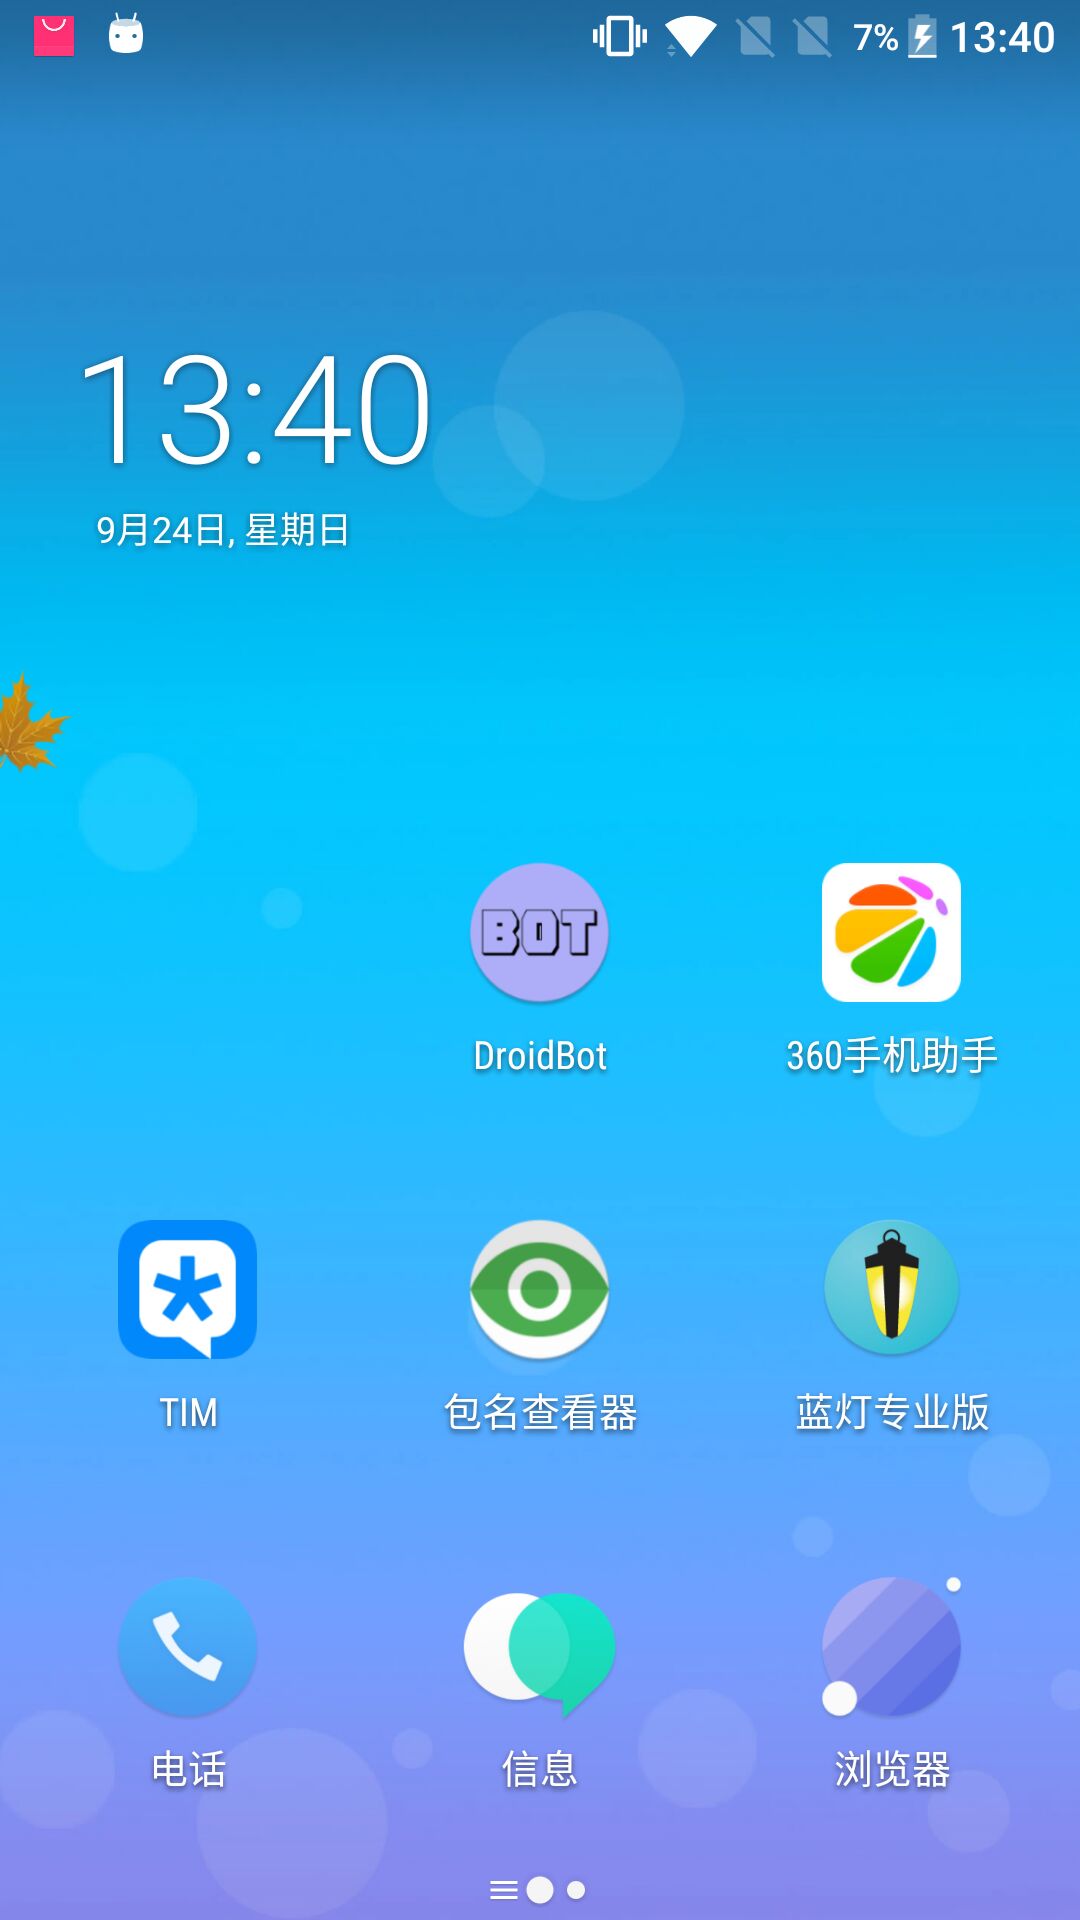 7% 13:40
13:40
9月24日, 星期日
BOT
DroidBot
360手机助手
TIM
包名查看器
蓝灯专业版
电话
信息
浏览器